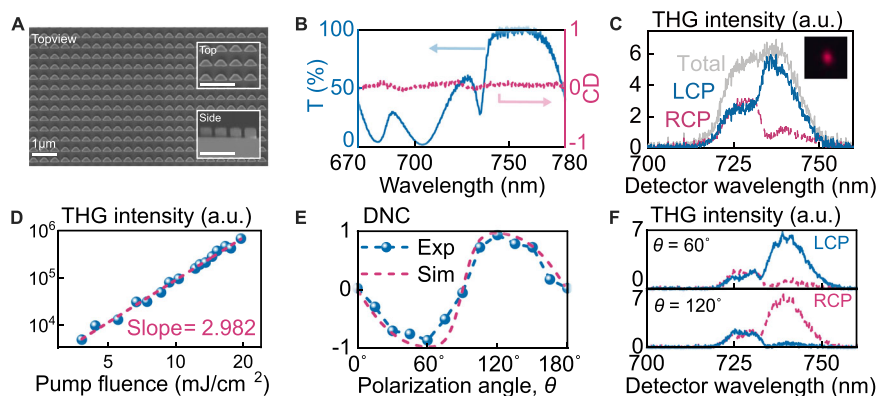 A
Topview
Top
Side
1μm
B
T (%)
100
50
0
1
0
-1
CD
670
700
750
780
Wavelength (nm)
C
THG intensity (a.u.)
6
4
2
0
Total
LCP
RCP
700
725
750
Detector wavelength (nm)
D
THG intensity (a.u.)
10^6
10^5
10^4
Slope= 2.982
5
10
20
Pump fluence (mJ/cm^2)
E
DNC
1
0
-1
Exp
Sim
0°
60°
120°
180°
Polarization angle, θ
F
THG intensity (a.u.)
7
0
θ = 60°
LCP
7
0
θ = 120°
RCP
700
725
750
Detector wavelength (nm)